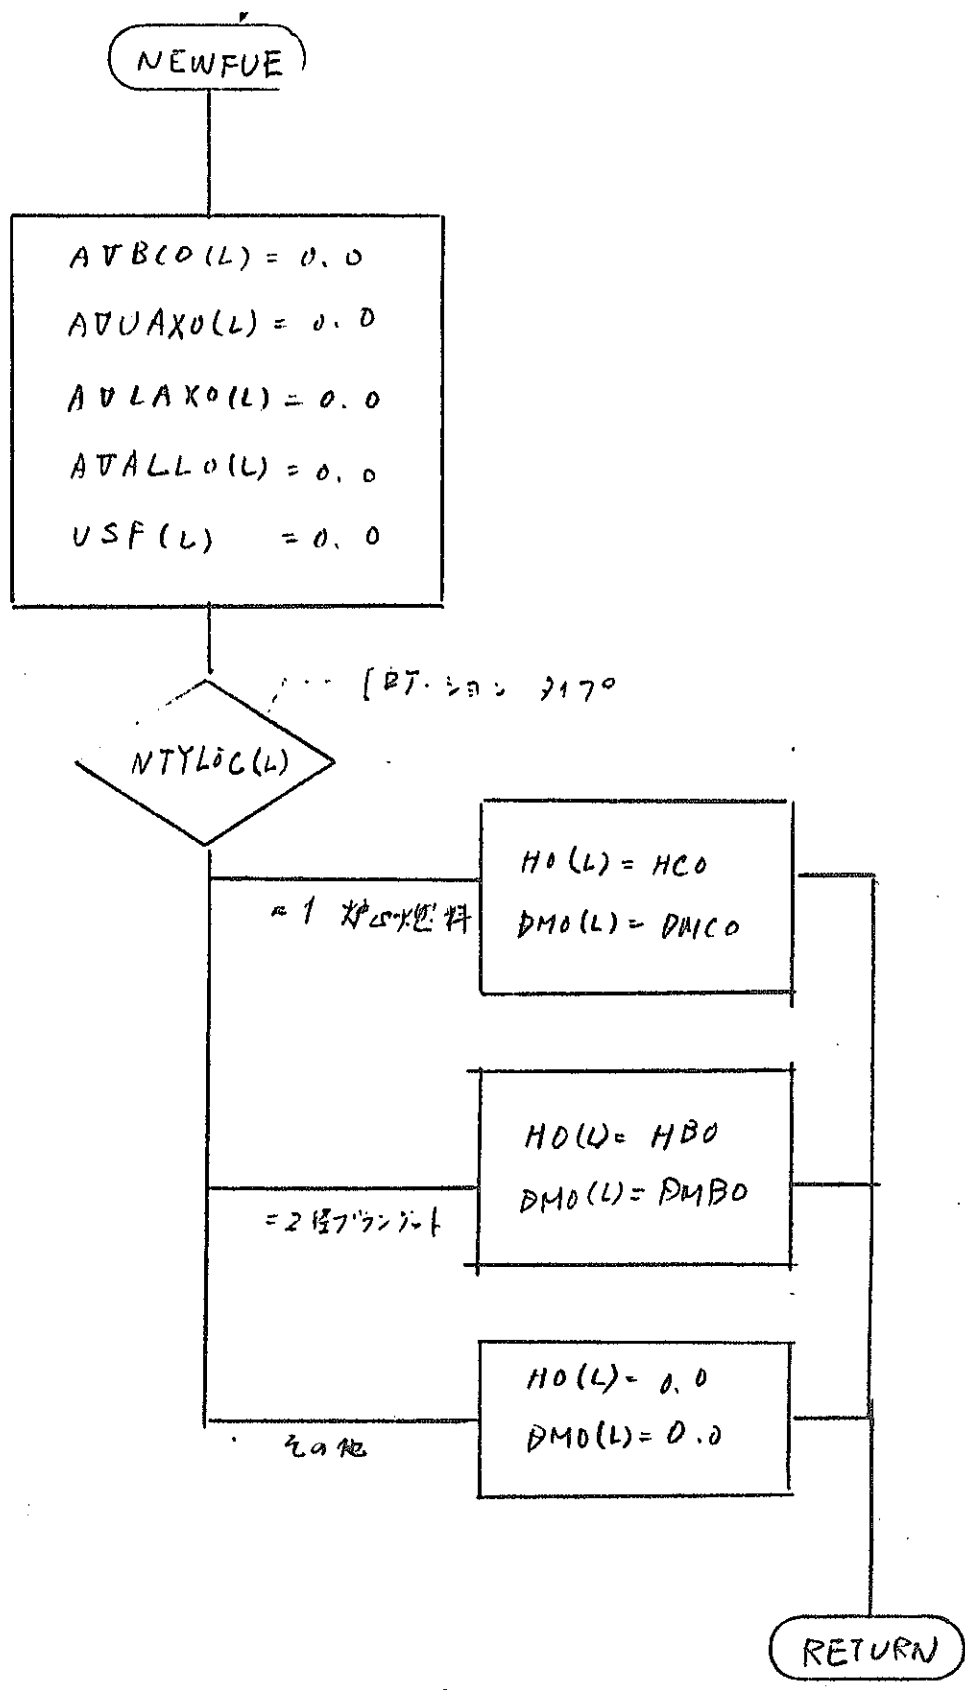 NEWFUE
AVBCO(L) = 0.0
AVUAXO(L) = 0.0
AVLAXO(L) = 0.0
AVALLO(L) = 0.0
USF(L) = 0.0
ロケーションタイプ
NTYLOC(L)
HO(L) = HCO
DMO(L) = DMCO
= 1 炉心燃料
HO(L) = HBO
DMO(L) = DMBO
= 2 径ブランケット
HO(L) = 0.0
DMO(L) = 0.0
その他
RETURN